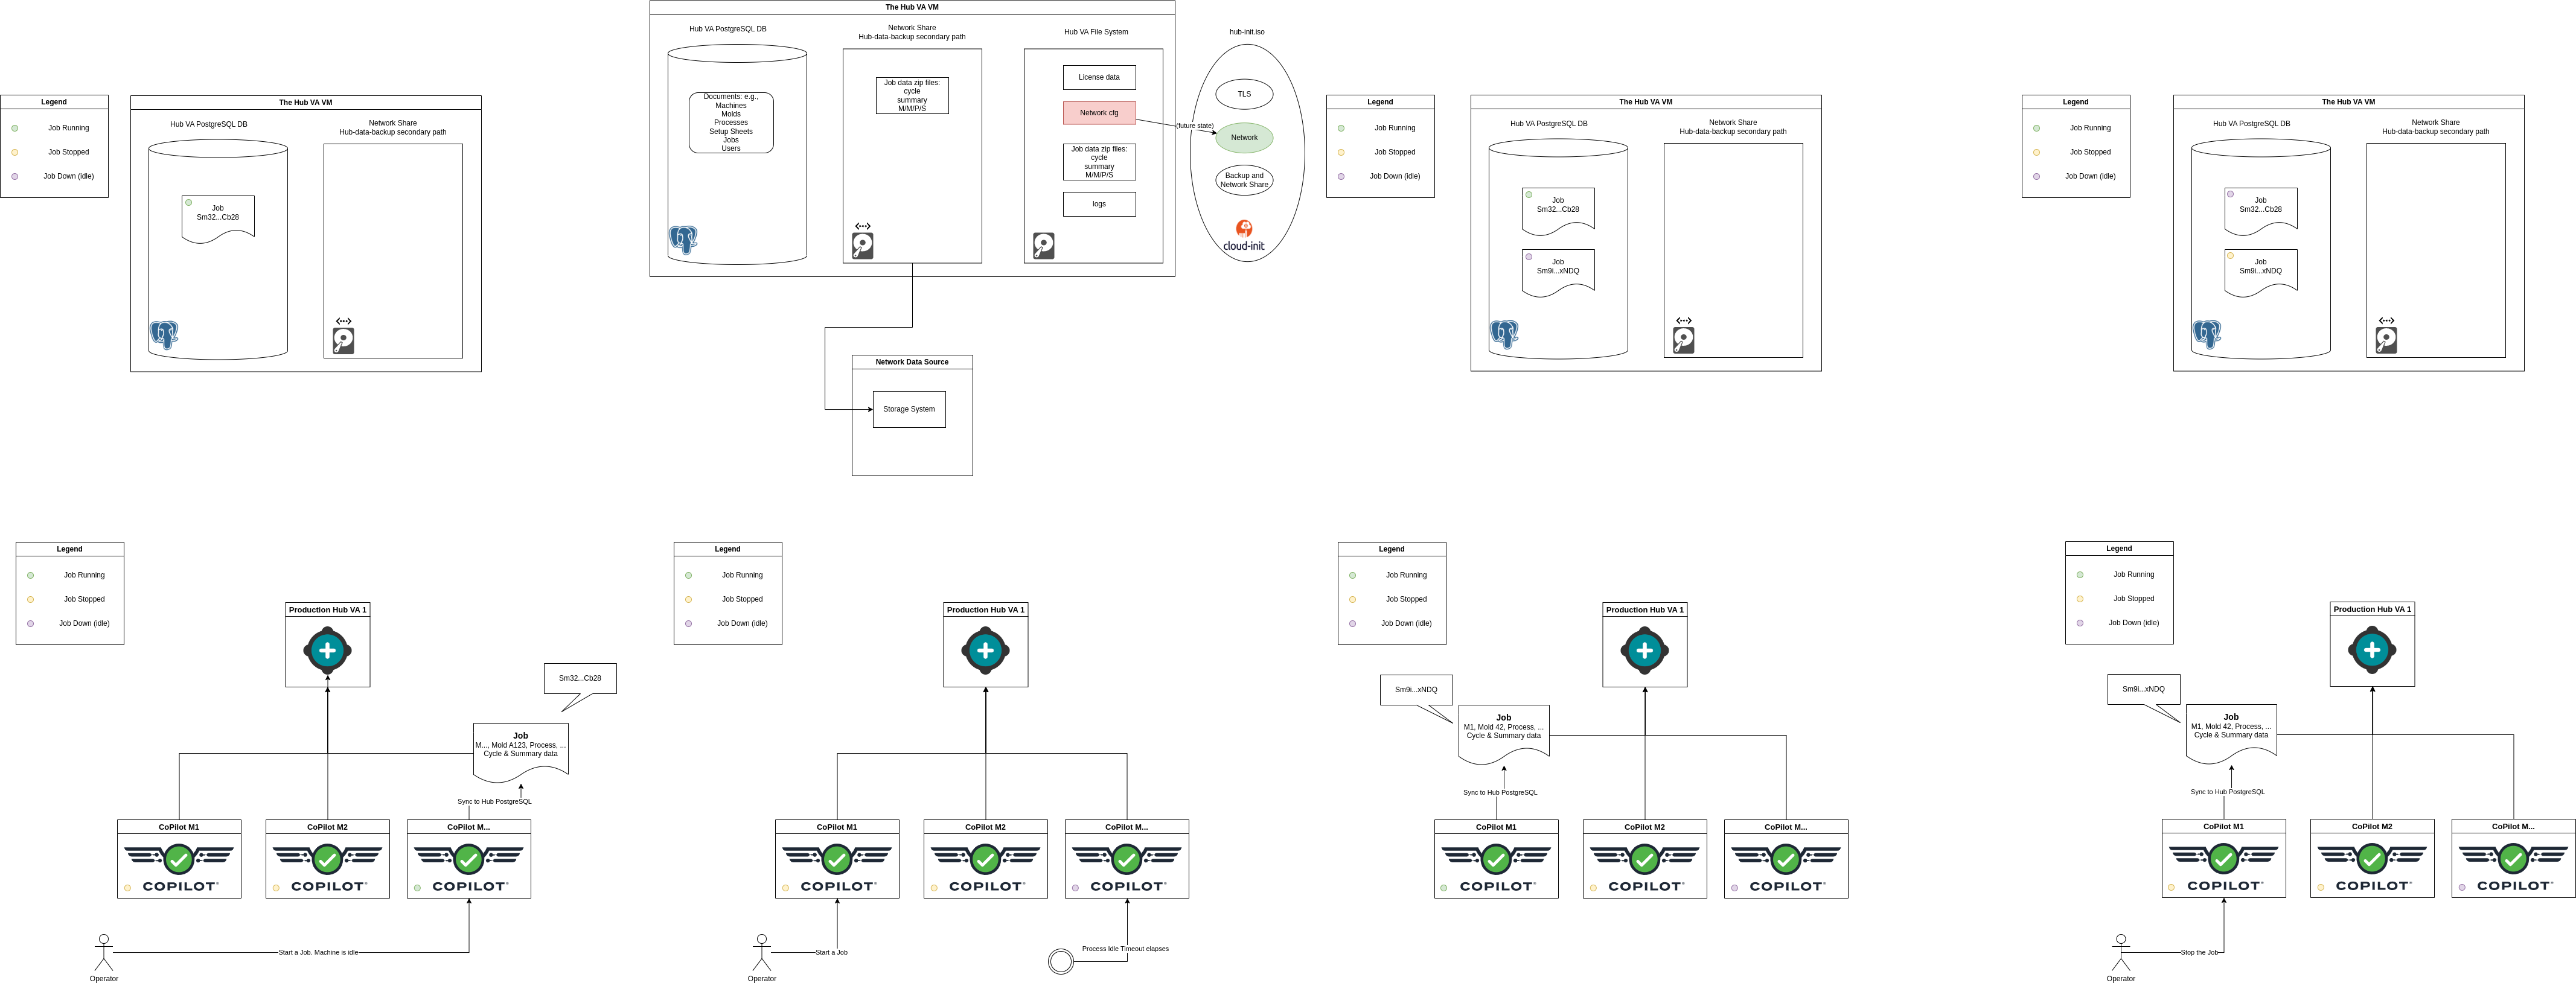 Legend
Job Running
Job Stopped
Job Down (idle)
The Hub VA VM
Hub VA PostgreSQL DB
Network Share
Hub-data-backup secondary path
Job
Sm32...Cb28
The Hub VA VM
Hub VA PostgreSQL DB
Documents: e.g.,
Machines
Molds
Processes
Setup Sheets
Jobs
Users
Network Share
Hub-data-backup secondary path
Job data zip files:
cycle
summary
M/M/P/S
Hub VA File System
License data
Network cfg
Job data zip files:
cycle
summary
M/M/P/S
logs
(future state)
hub-init.iso
TLS
Network
Backup and
Network Share
cloud-init
Network Data Source
Storage System
Legend
Job Running
Job Stopped
Job Down (idle)
The Hub VA VM
Hub VA PostgreSQL DB
Network Share
Hub-data-backup secondary path
Job
Sm32...Cb28
Job
Sm9i...xNDQ
Legend
Job Running
Job Stopped
Job Down (idle)
The Hub VA VM
Hub VA PostgreSQL DB
Network Share
Hub-data-backup secondary path
Job
Sm32...Cb28
Job
Sm9i...xNDQ
Legend
Job Running
Job Stopped
Job Down (idle)
Production Hub VA 1
Sm32...Cb28
Job
M..., Mold A123, Process, ...
Cycle & Summary data
Sync to Hub PostgreSQL
CoPilot M1
COPILOT
CoPilot M2
COPILOT
CoPilot M...
COPILOT
Start a Job. Machine is idle
Operator
Legend
Job Running
Job Stopped
Job Down (idle)
Production Hub VA 1
CoPilot M1
COPILOT
CoPilot M2
COPILOT
CoPilot M...
COPILOT
Start a Job
Process Idle Timeout elapses
Operator
Legend
Job Running
Job Stopped
Job Down (idle)
Production Hub VA 1
Sm9i...xNDQ
Job
M1, Mold 42, Process, ...
Cycle & Summary data
Sync to Hub PostgreSQL
CoPilot M1
COPILOT
CoPilot M2
COPILOT
CoPilot M...
COPILOT
Legend
Job Running
Job Stopped
Job Down (idle)
Production Hub VA 1
Sm9i...xNDQ
Job
M1, Mold 42, Process, ...
Cycle & Summary data
Sync to Hub PostgreSQL
CoPilot M1
COPILOT
CoPilot M2
COPILOT
CoPilot M...
COPILOT
Stop the Job
Operator